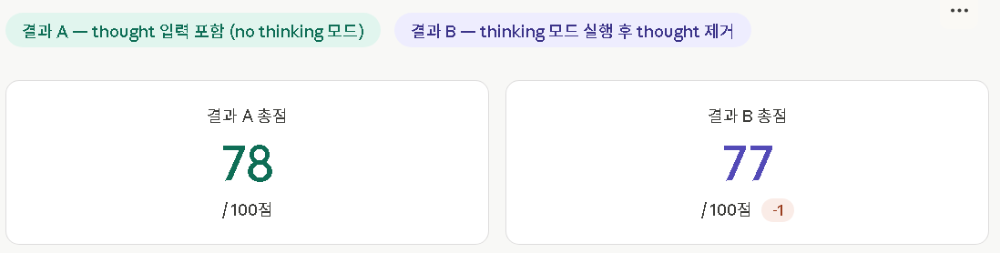 결과 A — thought 입력 포함 (no thinking 모드)
결과 B — thinking 모드 실행 후 thought 제거
결과 A 총점
78
/ 100점
결과 B 총점
77
/ 100점 -1